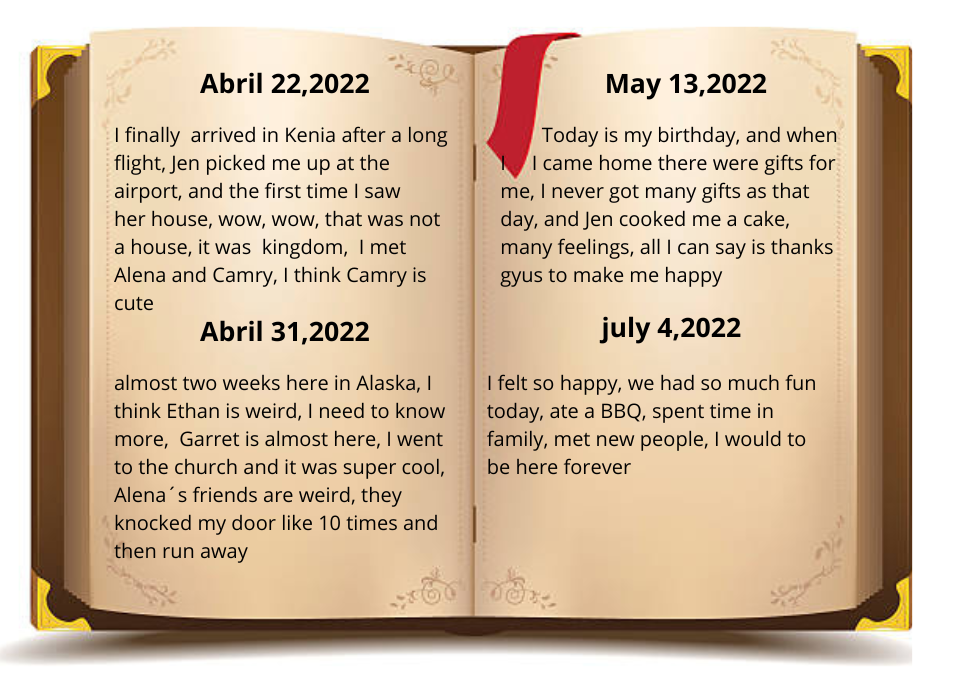 Abril 22,2022
I finally  arrived in Kenia after a long
flight, Jen picked me up at the
airport, and the first time I saw
her house, wow, wow, that was not
a house, it was  kingdom,  I met
Alena and Camry, I think Camry is
cute
Abril 31,2022
almost two weeks here in Alaska, I
think Ethan is weird, I need to know
more,  Garret is almost here, I went
to the church and it was super cool,
Alena´s friends are weird, they
knocked my door like 10 times and
then run away
May 13,2022
Today is my birthday, and when
I I came home there were gifts for
me, I never got many gifts as that
day, and Jen cooked me a cake,
many feelings, all I can say is thanks
gyus to make me happy
july 4,2022
I felt so happy, we had so much fun
today, ate a BBQ, spent time in
family, met new people, I would to
be here forever